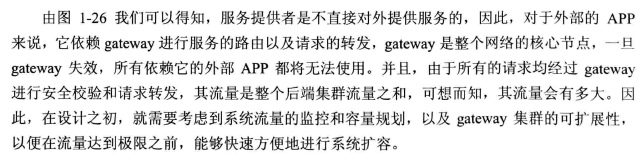 由图 1-26 我们可以得知，服务提供者是不直接对外提供服务的，因此，对于外部的 APP
来说，它依赖 gateway 进行服务的路由以及请求的转发，gateway 是整个网络的核心节点，一旦
gateway 失效，所有依赖它的外部 APP 都将无法使用。并且，由于所有的请求均经过 gateway
进行安全校验和请求转发，其流量是整个后端集群流量之和，可想而知，其流量会有多大。因
此，在设计之初，就需要考虑到系统流量的监控和容量规划，以及 gateway 集群的可扩展性，
以便在流量达到极限之前，能够快速方便地进行系统扩容。